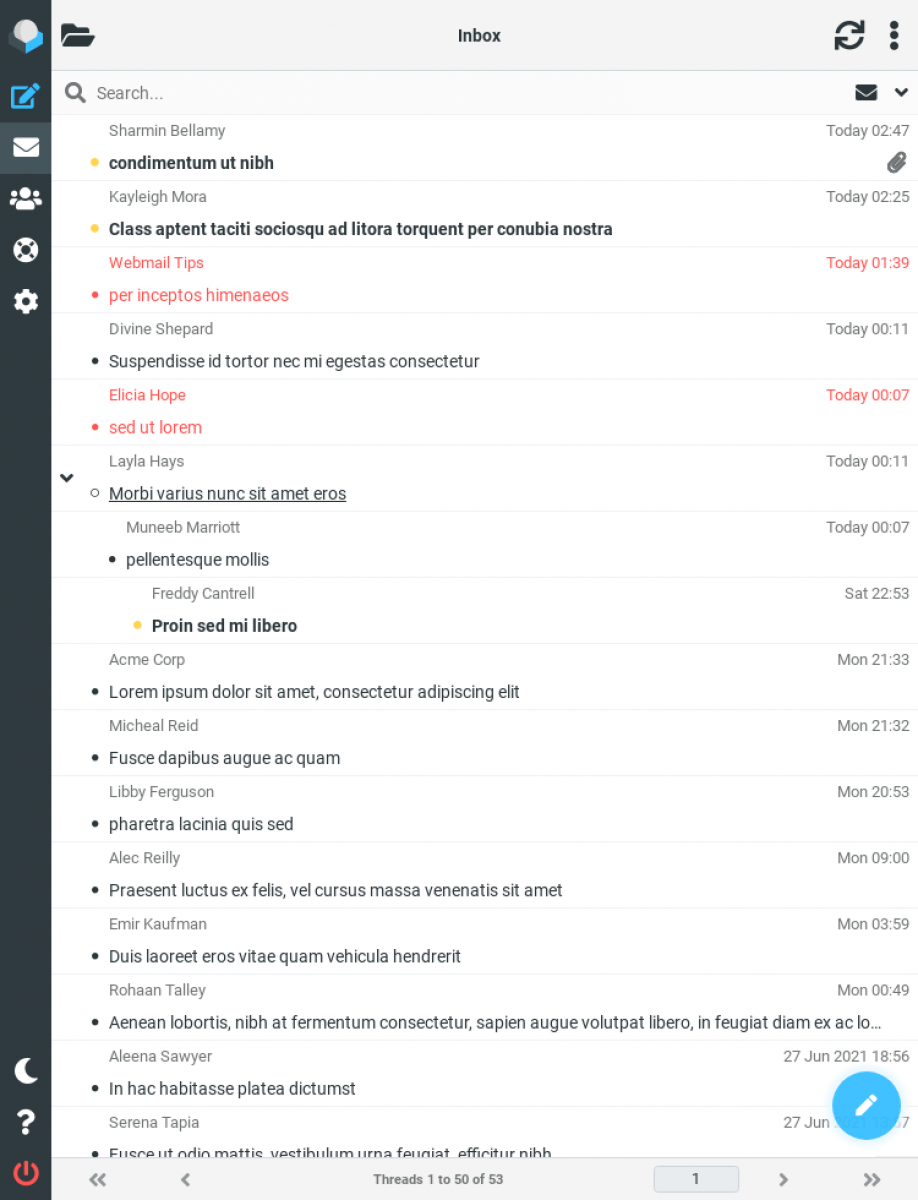 Inbox
Search...
Sharmin Bellamy Today 02:47
condimentum ut nibh
Kayleigh Mora Today 02:25
Class aptent taciti sociosqu ad litora torquent per conubia nostra
Webmail Tips Today 01:39
per inceptos himenaeos
Divine Shepard Today 00:11
Suspendisse id tortor nec mi egestas consectetur
Elicia Hope Today 00:07
sed ut lorem
Layla Hays Today 00:11
Morbi varius nunc sit amet eros
Muneeb Marriott Today 00:07
pellentesque mollis
Freddy Cantrell Sat 22:53
Proin sed mi libero
Acme Corp Mon 21:33
Lorem ipsum dolor sit amet, consectetur adipiscing elit
Micheal Reid Mon 21:32
Fusce dapibus augue ac quam
Libby Ferguson Mon 20:53
pharetra lacinia quis sed
Alec Reilly Mon 09:00
Praesent luctus ex felis, vel cursus massa venenatis sit amet
Emir Kaufman Mon 03:59
Duis laoreet eros vitae quam vehicula hendrerit
Rohaan Talley Mon 00:49
Aenean lobortis, nibh at fermentum consectetur, sapien augue volutpat libero, in feugiat diam ex ac lo...
Aleena Sawyer 27 Jun 2021 18:56
In hac habitasse platea dictumst
Serena Tapia 27 Jun
Fusce ut odio mattis, vestibulum urna feugiat, efficitur nibh
Threads 1 to 50 of 53 1